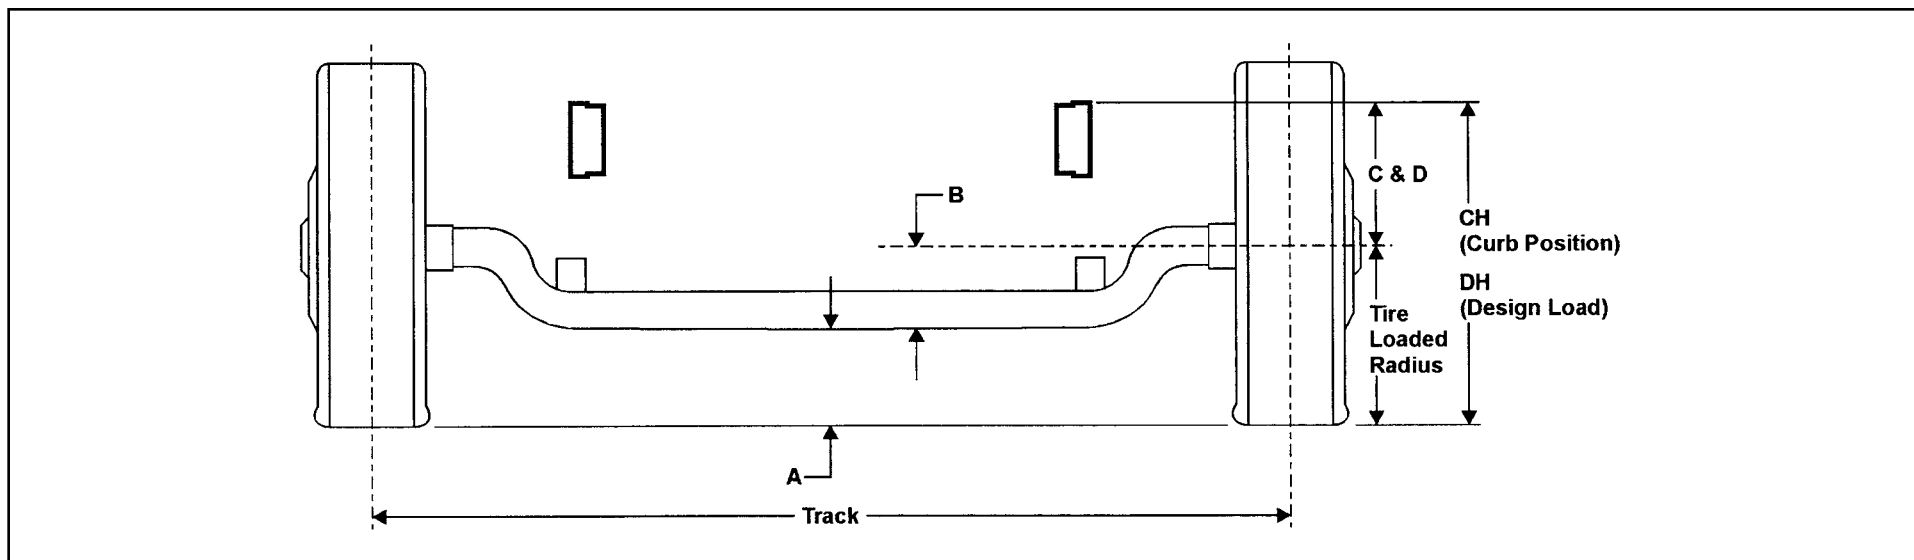 B
C & D
CH
(Curb Position)
DH
(Design Load)
Tire
Loaded
Radius
A
Track